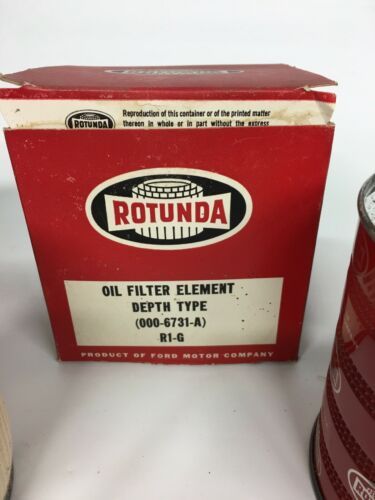 ROTUNDA
Reproduction of this container or of the printed matter
thereon in whole or in part without the express
ROTUNDA
OIL FILTER ELEMENT
DEPTH TYPE
(000-6731-A)
R1-G
PRODUCT OF FORD MOTOR COMPANY